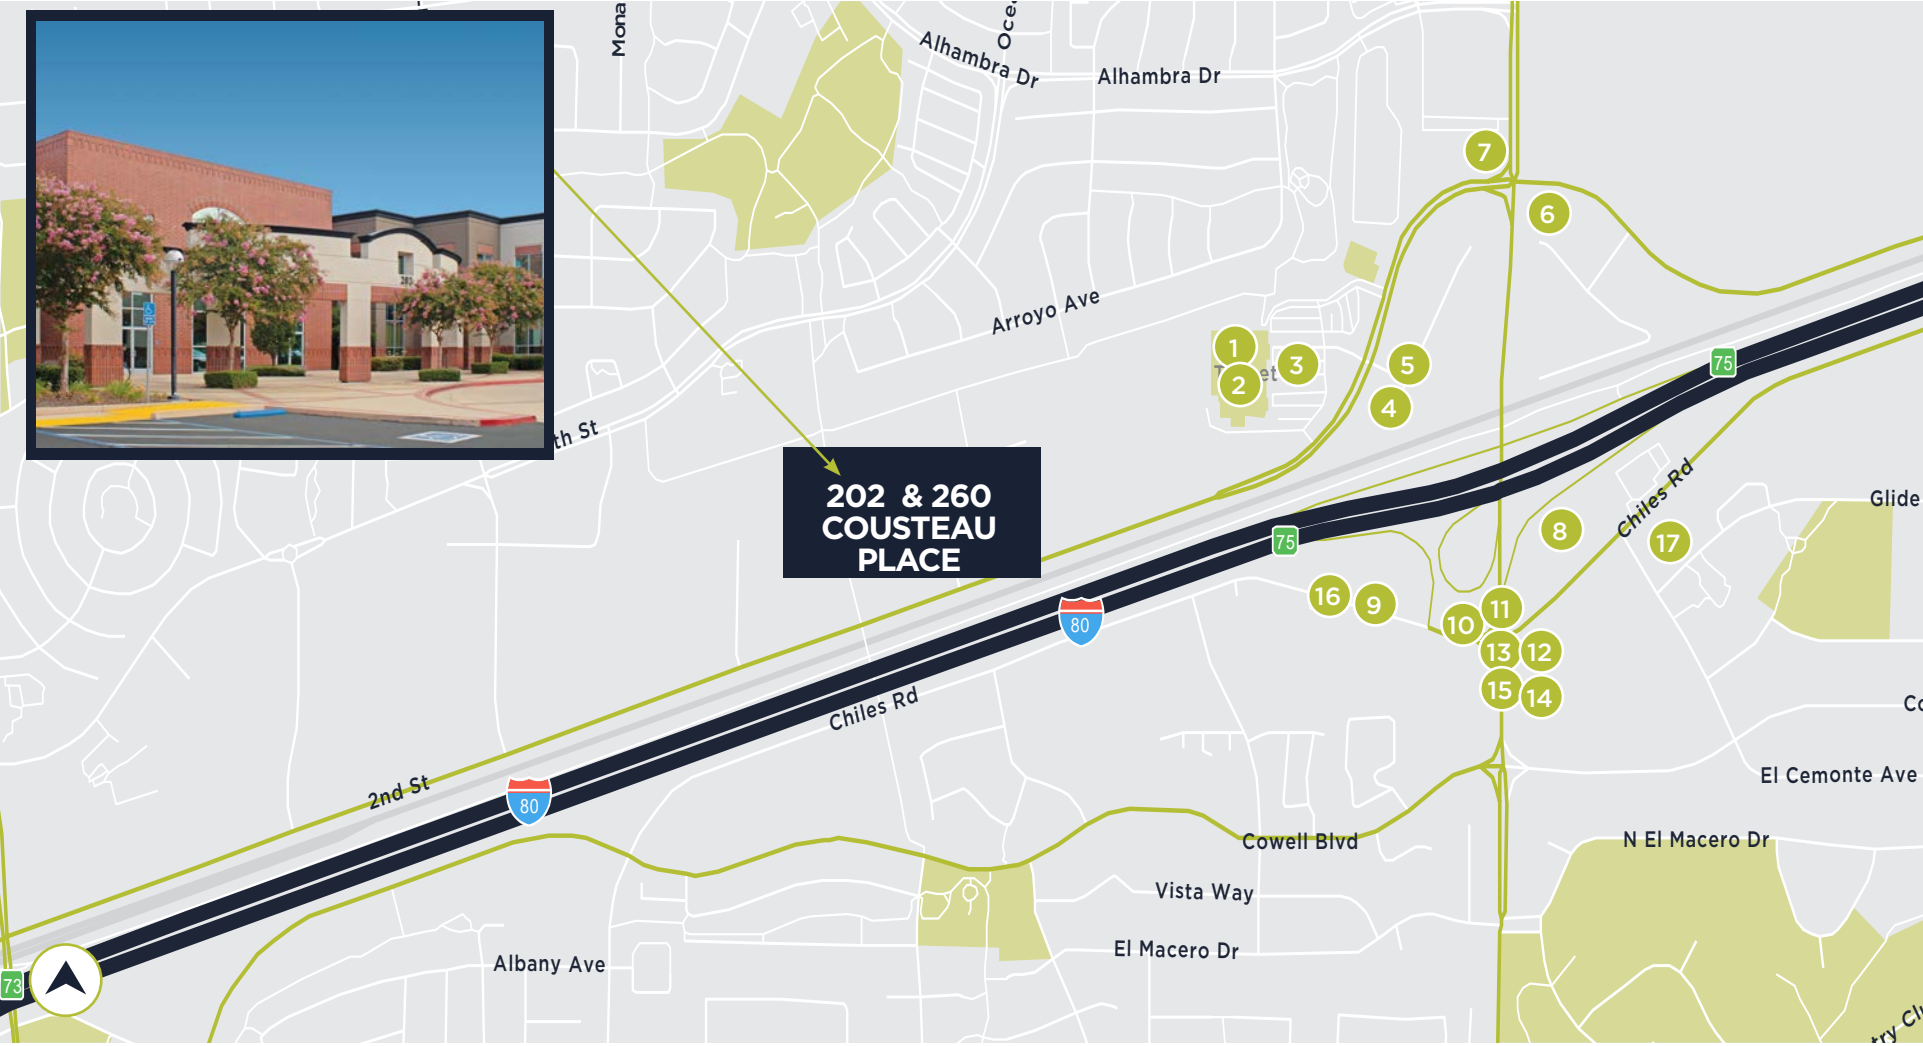 Mona
Alhambra Dr
Alhambra Dr
7
6
Arroyo Ave
1
3
5
2
4
75
th St
202 & 260
COUSTEAU
PLACE
Chiles Rd
Glide
75
8
17
16
9
10
11
80
13
12
15
14
Chiles Rd
2nd St
80
El Cemonte Ave
Cowell Blvd
N El Macero Dr
Vista Way
El Macero Dr
Albany Ave
73